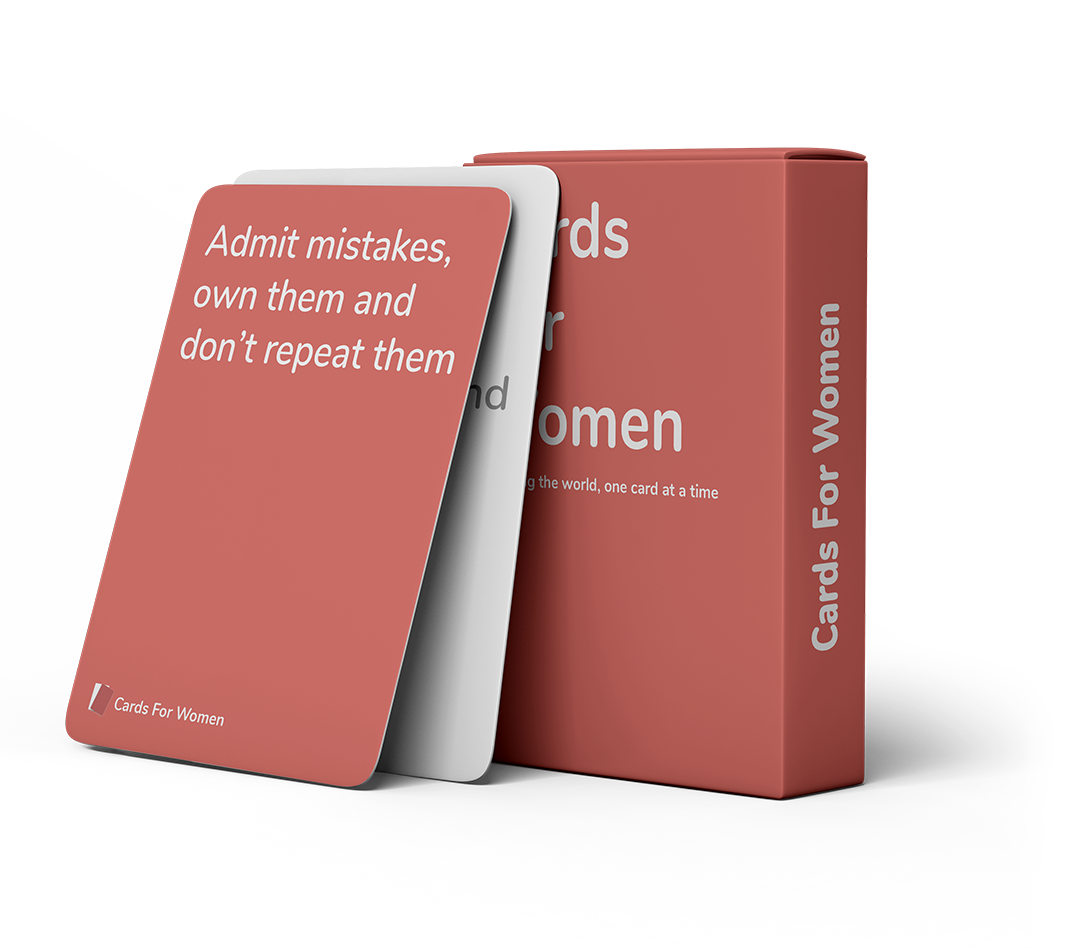 Admit mistakes,
own them and
don't repeat them
Cards For Women
nd
rds
r
omen
g the world, one card at a time
Cards For Women